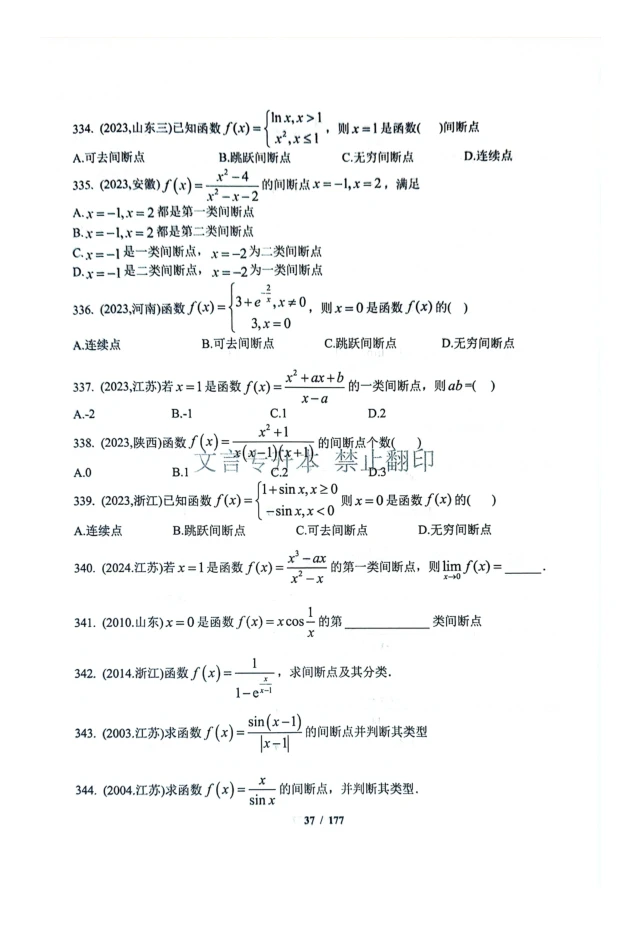 334. (2023,山东三)已知函数 f(x) = { ln x, x > 1 ; x², x ≤ 1 ，则 x = 1 是函数( )间断点
A.可去间断点 B.跳跃间断点 C.无穷间断点 D.连续点
335. (2023,安徽) f(x) = (x² − 4)/(x² − x − 2) 的间断点 x = −1, x = 2，满足
A. x = −1, x = 2 都是第一类间断点
B. x = −1, x = 2 都是第二类间断点
C. x = −1 是一类间断点， x = −2 为二类间断点
D. x = −1 是二类间断点， x = −2 为一类间断点
336. (2023,河南)函数 f(x) = { 3 + e^(−2/x), x ≠ 0 ; 3, x = 0 ，则 x = 0 是函数 f(x) 的( )
A.连续点 B.可去间断点 C.跳跃间断点 D.无穷间断点
337. (2023,江苏)若 x = 1 是函数 f(x) = (x² + ax + b)/(x − a) 的一类间断点，则 ab =( )
A.-2 B.-1 C.1 D.2
338. (2023,陕西)函数 f(x) = (x² + 1)/(x(x−1)(x+1)) 的间断点个数( )
A.0 B.1 C.2 D.3
文言专升本 禁止翻印
339. (2023,浙江)已知函数 f(x) = { 1 + sin x, x ≥ 0 ; −sin x, x < 0 则 x = 0 是函数 f(x) 的( )
A.连续点 B.跳跃间断点 C.可去间断点 D.无穷间断点
340. (2024.江苏)若 x = 1 是函数 f(x) = (x³ − ax)/(x² − x) 的第一类间断点，则 lim x→0 f(x) = ______.
341. (2010.山东) x = 0 是函数 f(x) = x cos 1/x 的第____________类间断点
342. (2014.浙江)函数 f(x) = 1/(1 − e^(x/(x−1)))，求间断点及其分类.
343. (2003.江苏)求函数 f(x) = sin(x−1)/|x−1| 的间断点并判断其类型
344. (2004.江苏)求函数 f(x) = x/sin x 的间断点，并判断其类型.
37 / 177